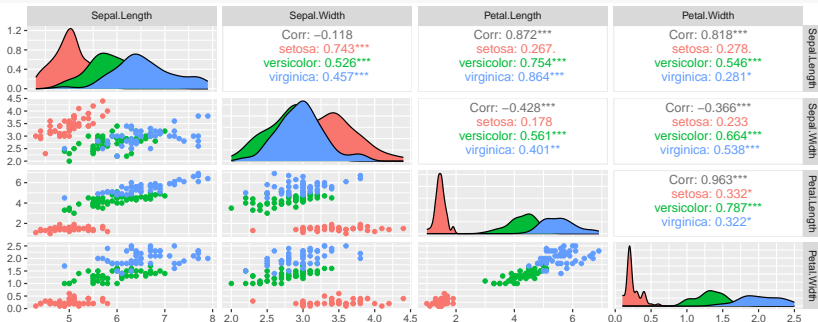 Sepal.Length Sepal.Width Petal.Length Petal.Width
1.2
0.8
0.4
0.0
Corr: −0.118
setosa: 0.743***
versicolor: 0.526***
virginica: 0.457***
Corr: 0.872***
setosa: 0.267.
versicolor: 0.754***
virginica: 0.864***
Corr: 0.818***
setosa: 0.278.
versicolor: 0.546***
virginica: 0.281*
Sepal.Length
4.5
4.0
3.5
3.0
2.5
2.0
Corr: −0.428***
setosa: 0.178
versicolor: 0.561***
virginica: 0.401**
Corr: −0.366***
setosa: 0.233
versicolor: 0.664***
virginica: 0.538***
Sepal.Width
6
4
2
Corr: 0.963***
setosa: 0.332*
versicolor: 0.787***
virginica: 0.322*
Petal.Length
2.5
2.0
1.5
1.0
0.5
0.0
Petal.Width
5 6 7 8
2.0 2.5 3.0 3.5 4.0 4.5
2 4 6
0.0 0.5 1.0 1.5 2.0 2.5